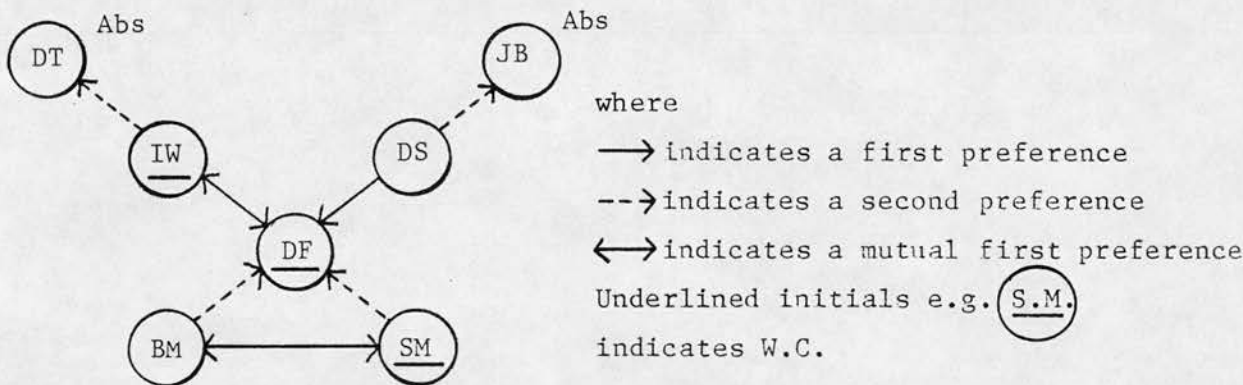 Abs
DT
Abs
JB
IW
DS
DF
BM
SM
where
indicates a first preference
indicates a second preference
indicates a mutual first preference
Underlined initials e.g. S.M.
indicates W.C.